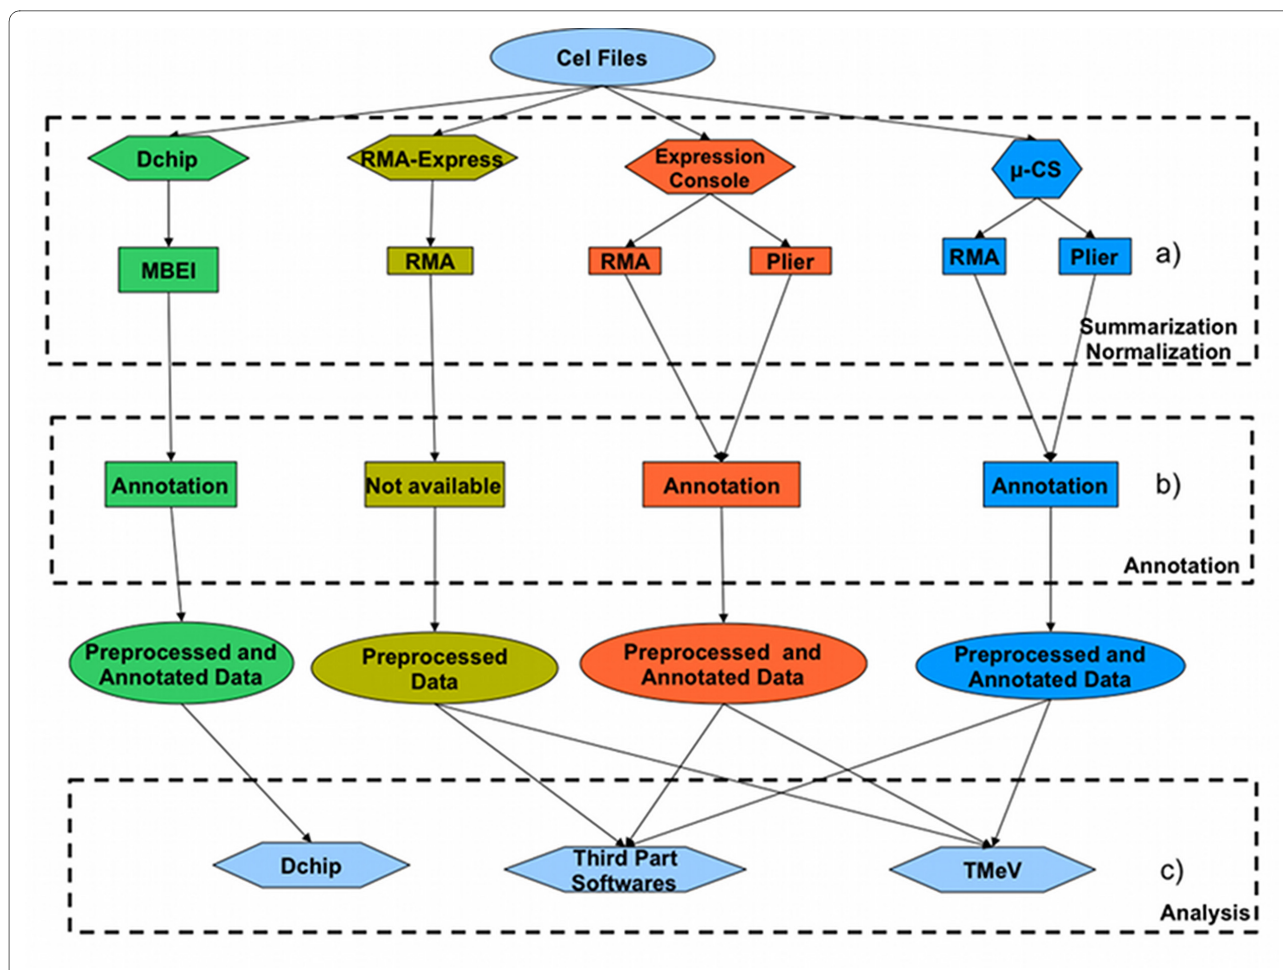 Cel Files
Dchip
RMA-Express
Expression
Console
µ-CS
MBEI
RMA
RMA
Plier
RMA
Plier
a)
Summarization
Normalization
Annotation
Not available
Annotation
Annotation
b)
Annotation
Preprocessed and
Annotated Data
Preprocessed
Data
Preprocessed and
Annotated Data
Preprocessed and
Annotated Data
Dchip
Third Part
Softwares
TMeV
c)
Analysis